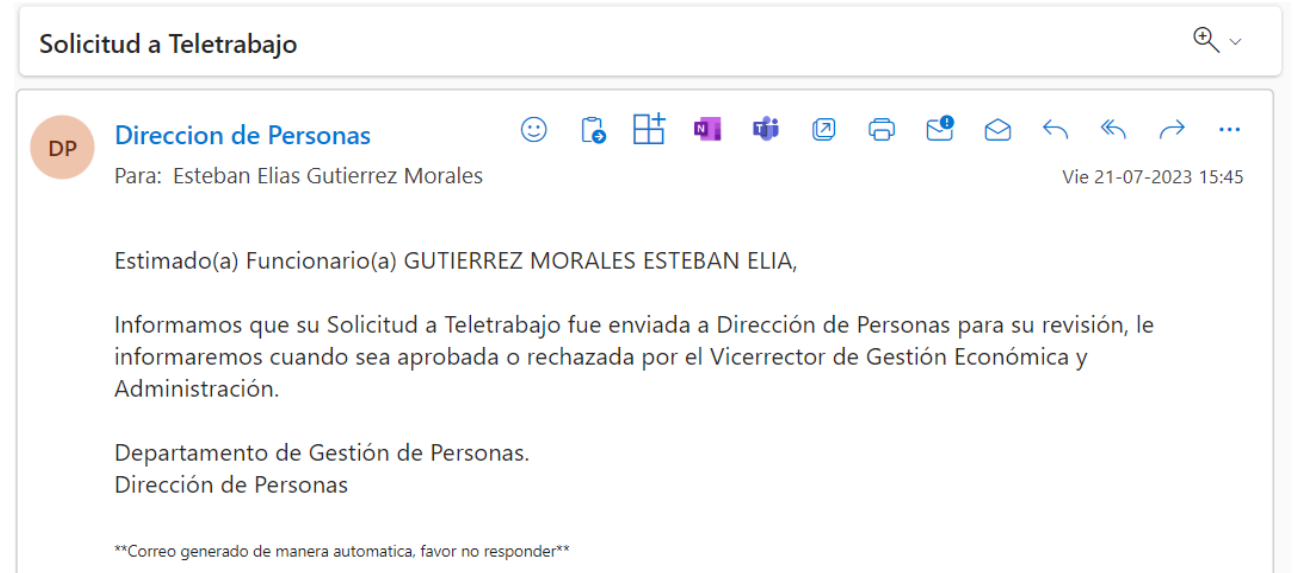 Solicitud a Teletrabajo
DP
Direccion de Personas
Para: Esteban Elias Gutierrez Morales
Vie 21-07-2023 15:45
Estimado(a) Funcionario(a) GUTIERREZ MORALES ESTEBAN ELIA,
Informamos que su Solicitud a Teletrabajo fue enviada a Dirección de Personas para su revisión, le
informaremos cuando sea aprobada o rechazada por el Vicerrector de Gestión Económica y
Administración.
Departamento de Gestión de Personas.
Dirección de Personas
**Correo generado de manera automatica, favor no responder**